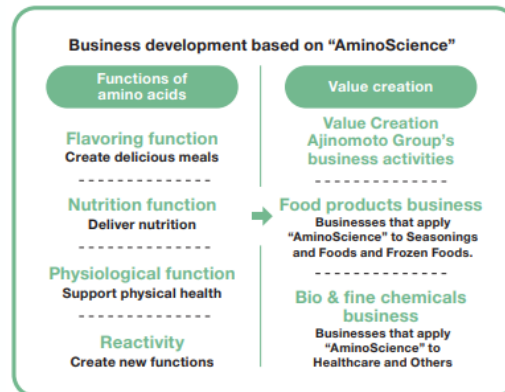 Business development based on “AminoScience”
Functions of
amino acids
Flavoring function
Create delicious meals
Nutrition function
Deliver nutrition
Physiological function
Support physical health
Reactivity
Create new functions
Value creation
Value Creation
Ajinomoto Group’s
business activities
Food products business
Businesses that apply
“AminoScience” to Seasonings
and Foods and Frozen Foods.
Bio & fine chemicals
business
Businesses that apply
“AminoScience” to
Healthcare and Others